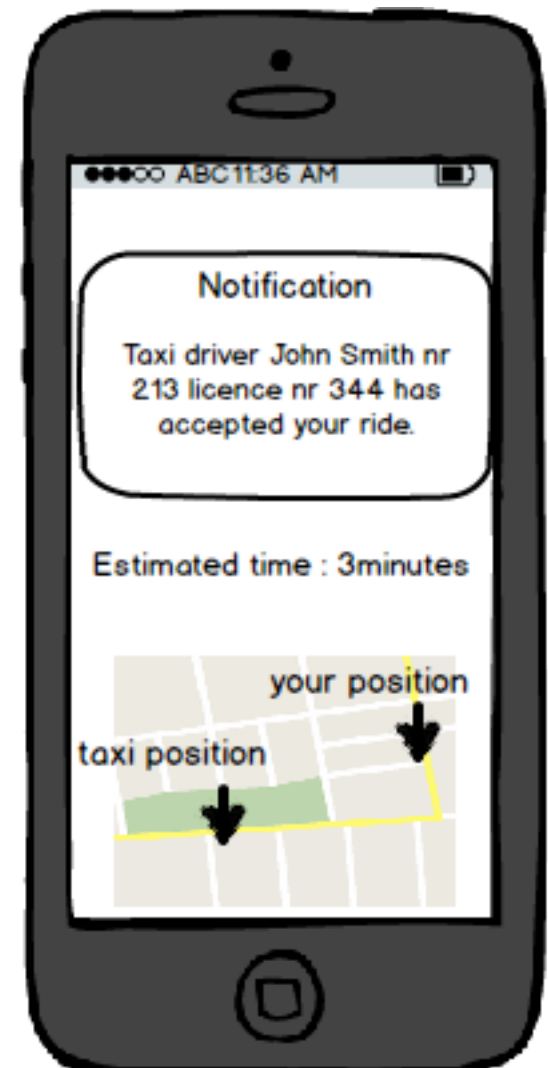 ABC 11:36 AM
Notification
Taxi driver John Smith nr
213 licence nr 344 has
accepted your ride.
Estimated time : 3minutes
your position
taxi position